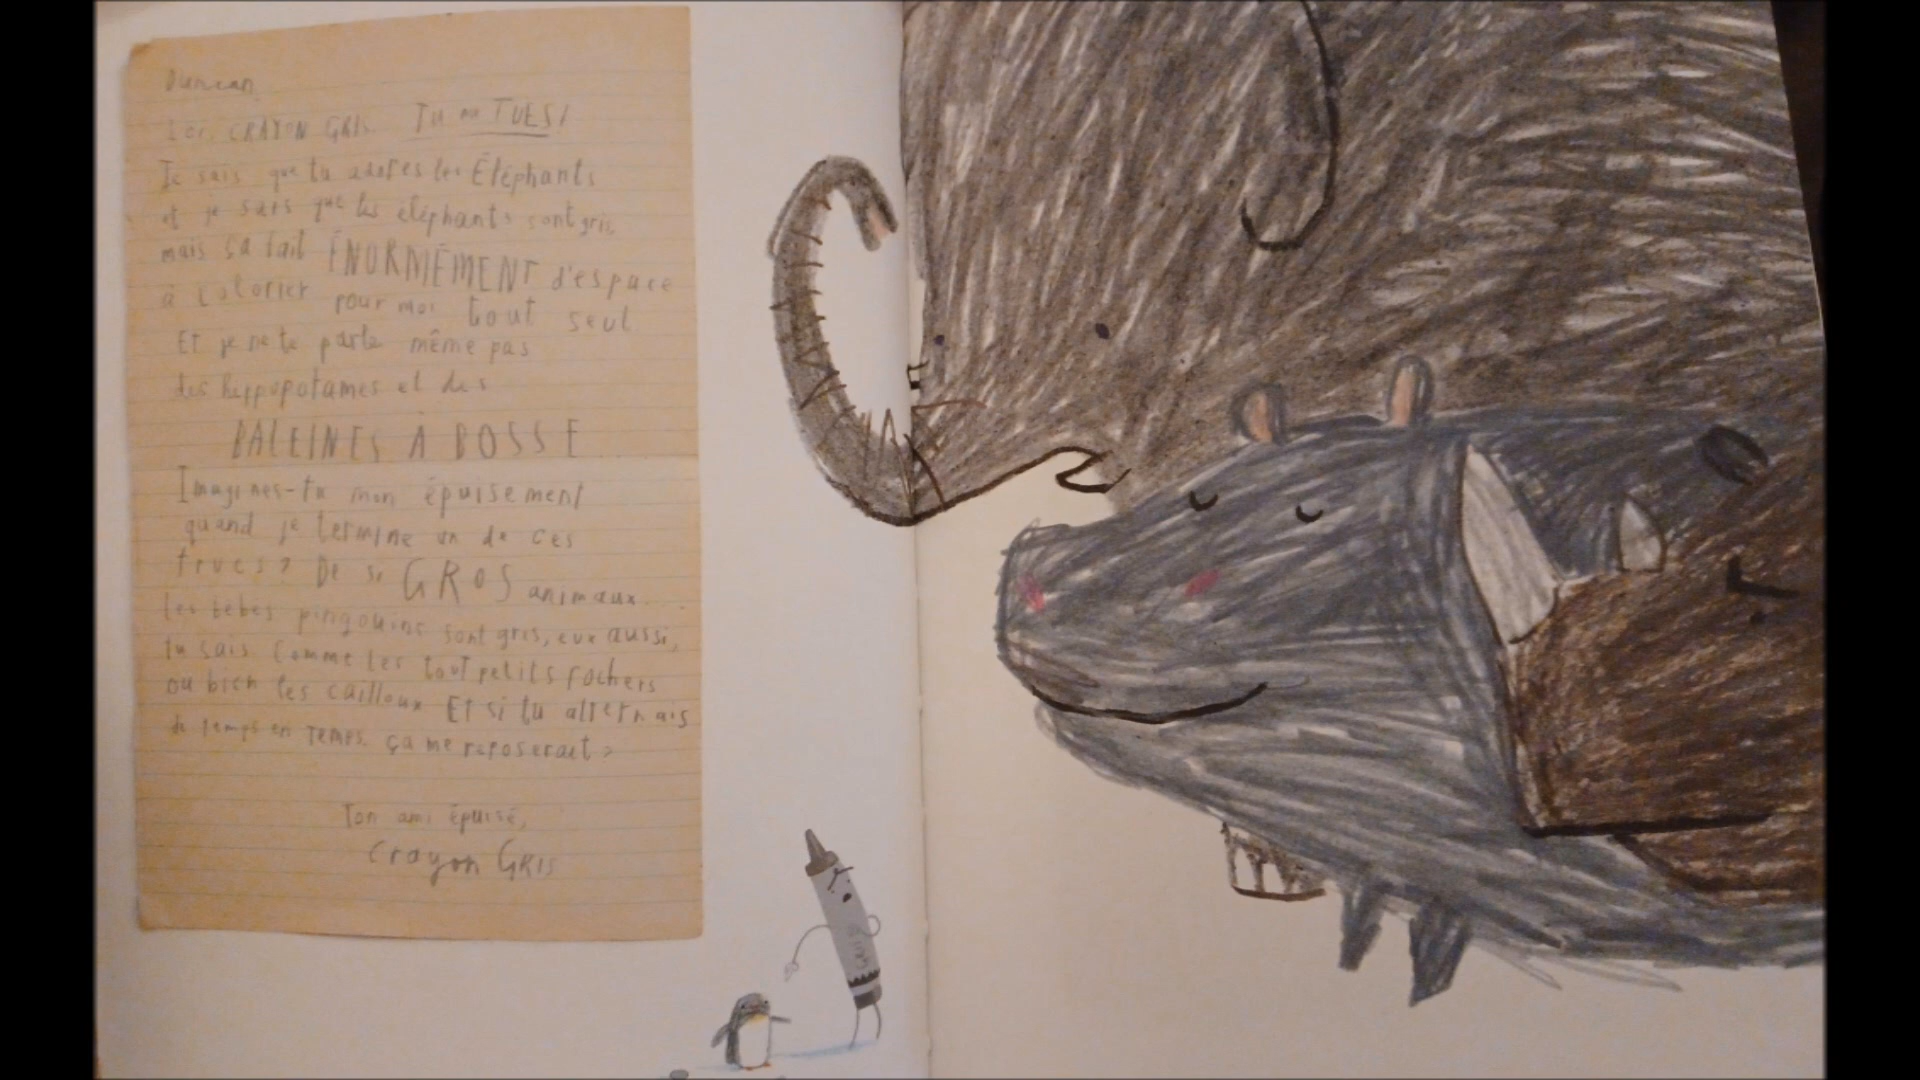 Duncan,
Ici, CRAYON GRIS. TU me TUES!
Je sais que tu adores les Éléphants
et je sais que les éléphants sont gris,
mais ça fait ÉNORMÉMENT d'espace
à colorier pour moi tout seul
Et je ne te parle même pas
des hippopotames et des
BALEINES À BOSSE
Imagines-tu mon épuisement
quand je termine un de ces
trucs? De si GROS animaux.
Les bébés pingouins sont gris, eux aussi,
tu sais Comme les tout petits rochers
ou bien les cailloux Et si tu alternais
de temps en temps, ça me reposerait?
Ton ami épuisé,
Crayon GRIS